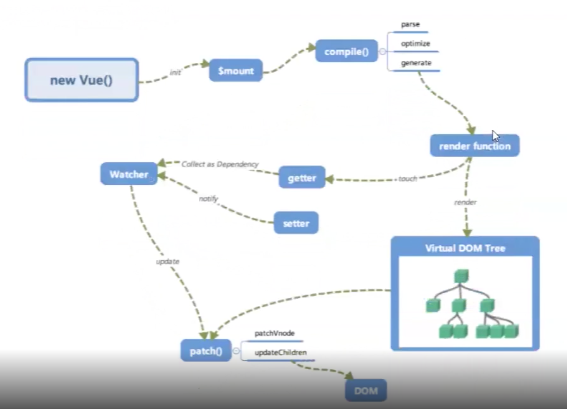 new Vue()
init
$mount
compile()
parse
optimize
generate
render function
touch
render
getter
Collect as Dependency
Watcher
notify
setter
update
Virtual DOM Tree
patch()
patchVnode
updateChildren
DOM